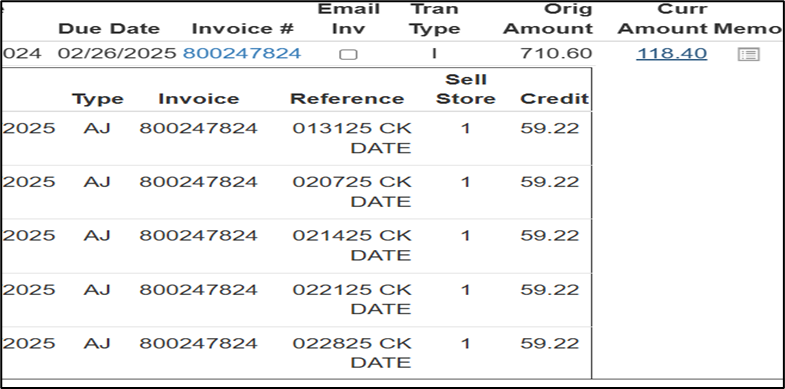 Email Tran Orig Curr
Due Date Invoice # Inv Type Amount Amount Memo
024 02/26/2025 800247824 I 710.60 118.40
Sell
Type Invoice Reference Store Credit
2025 AJ 800247824 013125 CK 1 59.22
DATE
2025 AJ 800247824 020725 CK 1 59.22
DATE
2025 AJ 800247824 021425 CK 1 59.22
DATE
2025 AJ 800247824 022125 CK 1 59.22
DATE
2025 AJ 800247824 022825 CK 1 59.22
DATE